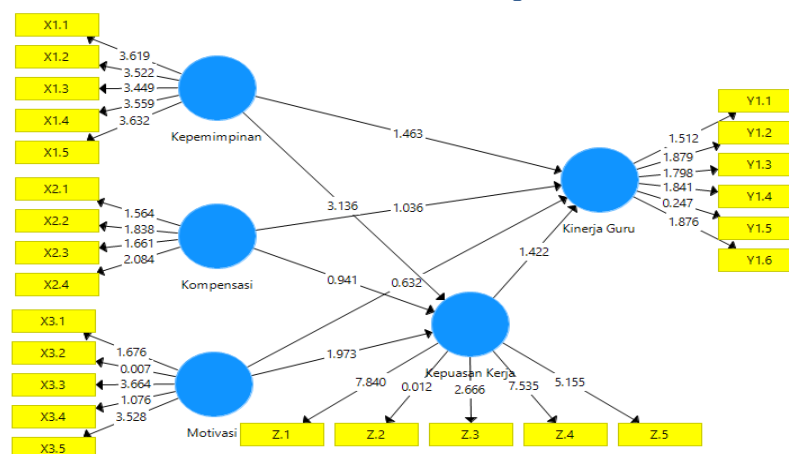 X1.1
X1.2
X1.3
X1.4
X1.5
3.619
3.522
3.449
3.559
3.632
Kepemimpinan
X2.1
X2.2
X2.3
X2.4
1.564
1.838
1.661
2.084
Kompensasi
X3.1
X3.2
X3.3
X3.4
X3.5
1.676
0.007
3.664
1.076
3.528
Motivasi
1.463
3.136
1.036
0.941
0.632
1.973
1.422
Kinerja Guru
1.512
1.879
1.798
1.841
0.247
1.876
Y1.1
Y1.2
Y1.3
Y1.4
Y1.5
Y1.6
Kepuasan Kerja
7.840
0.012
2.666
7.535
5.155
Z.1
Z.2
Z.3
Z.4
Z.5